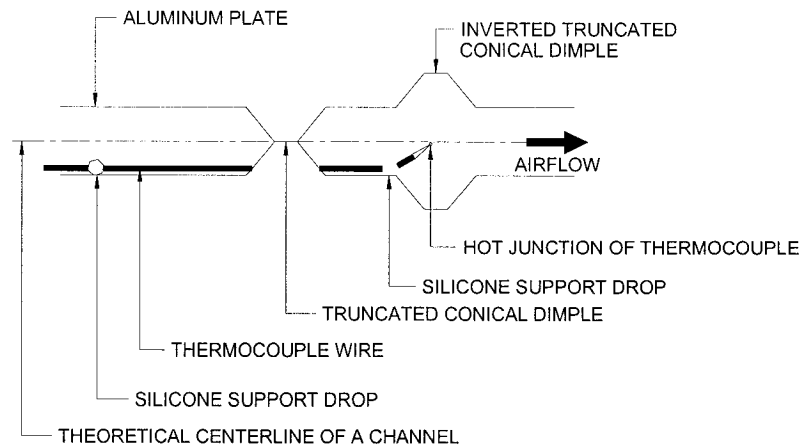 ALUMINUM PLATE
INVERTED TRUNCATED
CONICAL DIMPLE
AIRFLOW
HOT JUNCTION OF THERMOCOUPLE
SILICONE SUPPORT DROP
TRUNCATED CONICAL DIMPLE
THERMOCOUPLE WIRE
SILICONE SUPPORT DROP
THEORETICAL CENTERLINE OF A CHANNEL